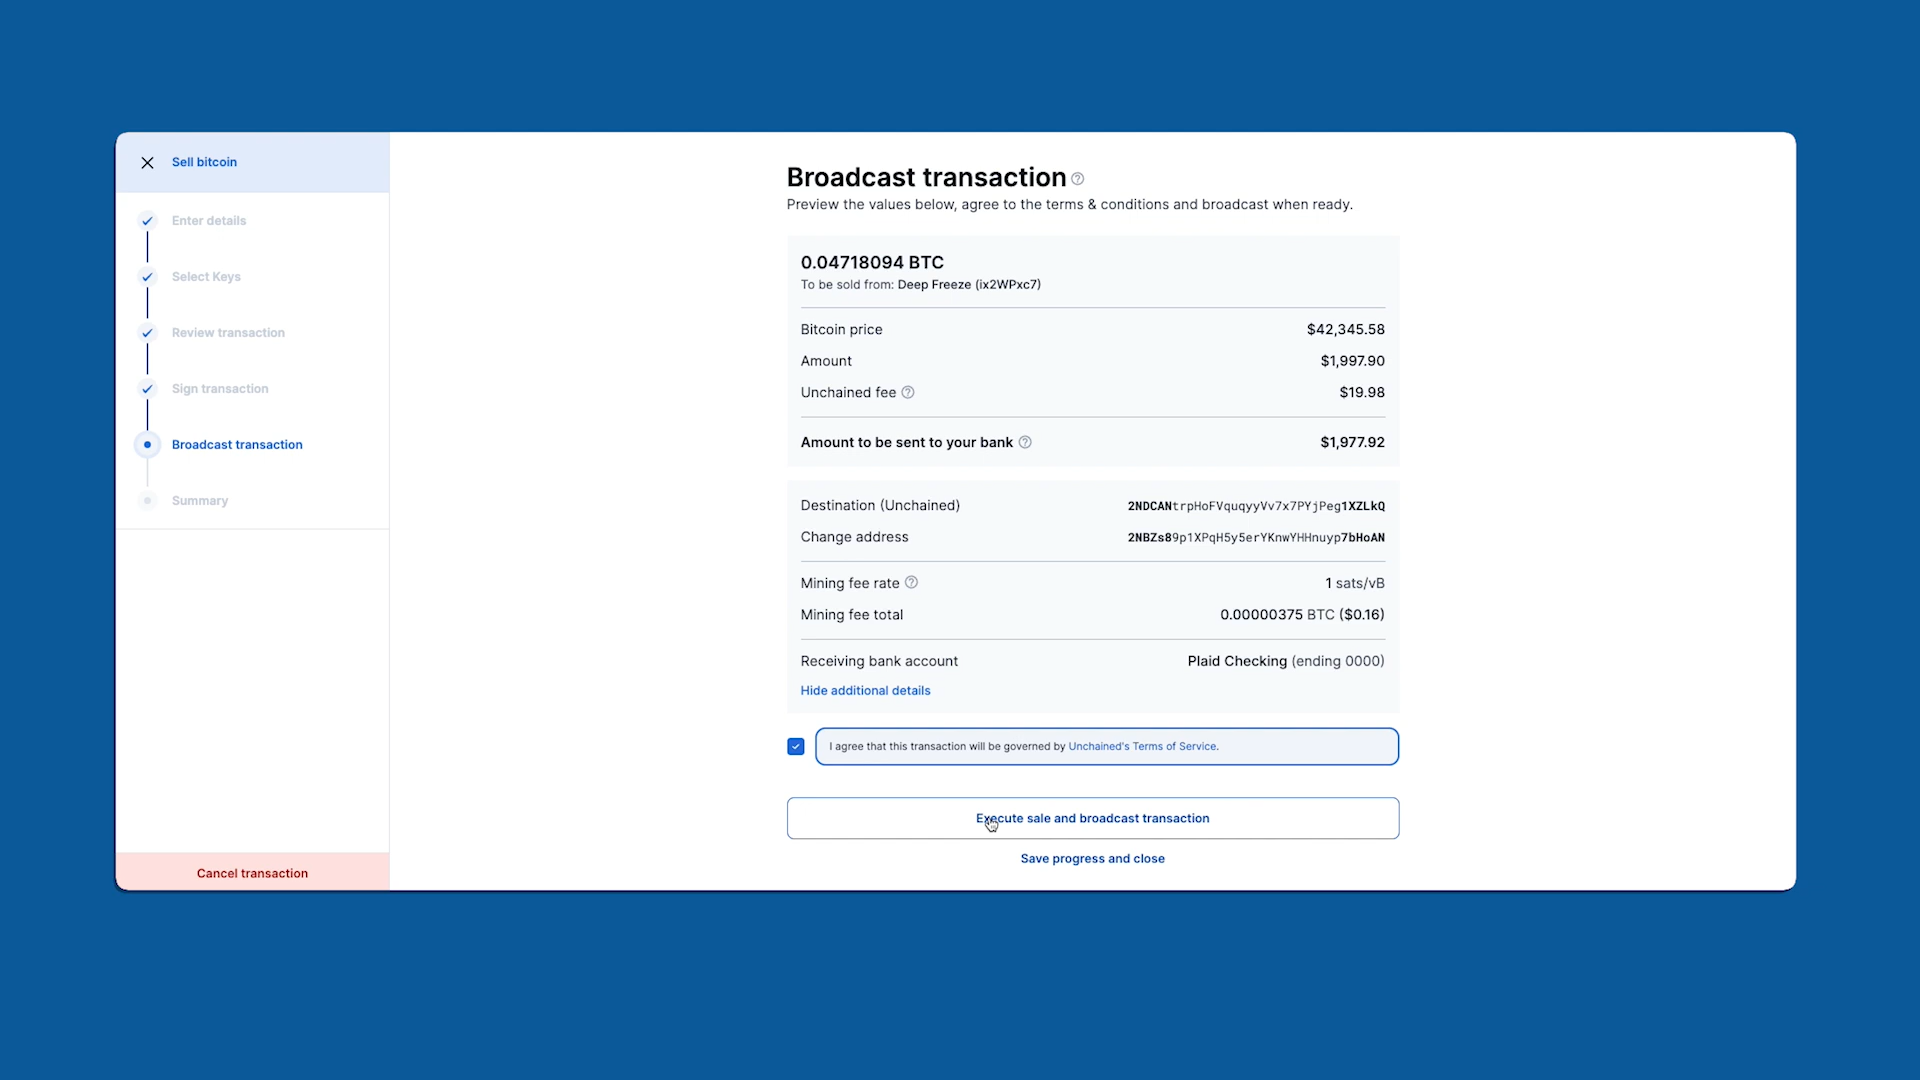 Sell bitcoin
Enter details
Select Keys
Review transaction
Sign transaction
Broadcast transaction
Summary
Cancel transaction
Broadcast transaction
Preview the values below, agree to the terms & conditions and broadcast when ready.
0.04718094 BTC
To be sold from: Deep Freeze (ix2WPxc7)
Bitcoin price $42,345.58
Amount $1,997.90
Unchained fee $19.98
Amount to be sent to your bank $1,977.92
Destination (Unchained) 2NDCANtrpHoFVquqyyVv7x7PYjPeg1XZLkQ
Change address 2NBZs89p1XPqH5y5erYKnwYHHnuyp7bHoAN
Mining fee rate 1 sats/vB
Mining fee total 0.00000375 BTC ($0.16)
Receiving bank account Plaid Checking (ending 0000)
Hide additional details
I agree that this transaction will be governed by Unchained's Terms of Service.
Execute sale and broadcast transaction
Save progress and close